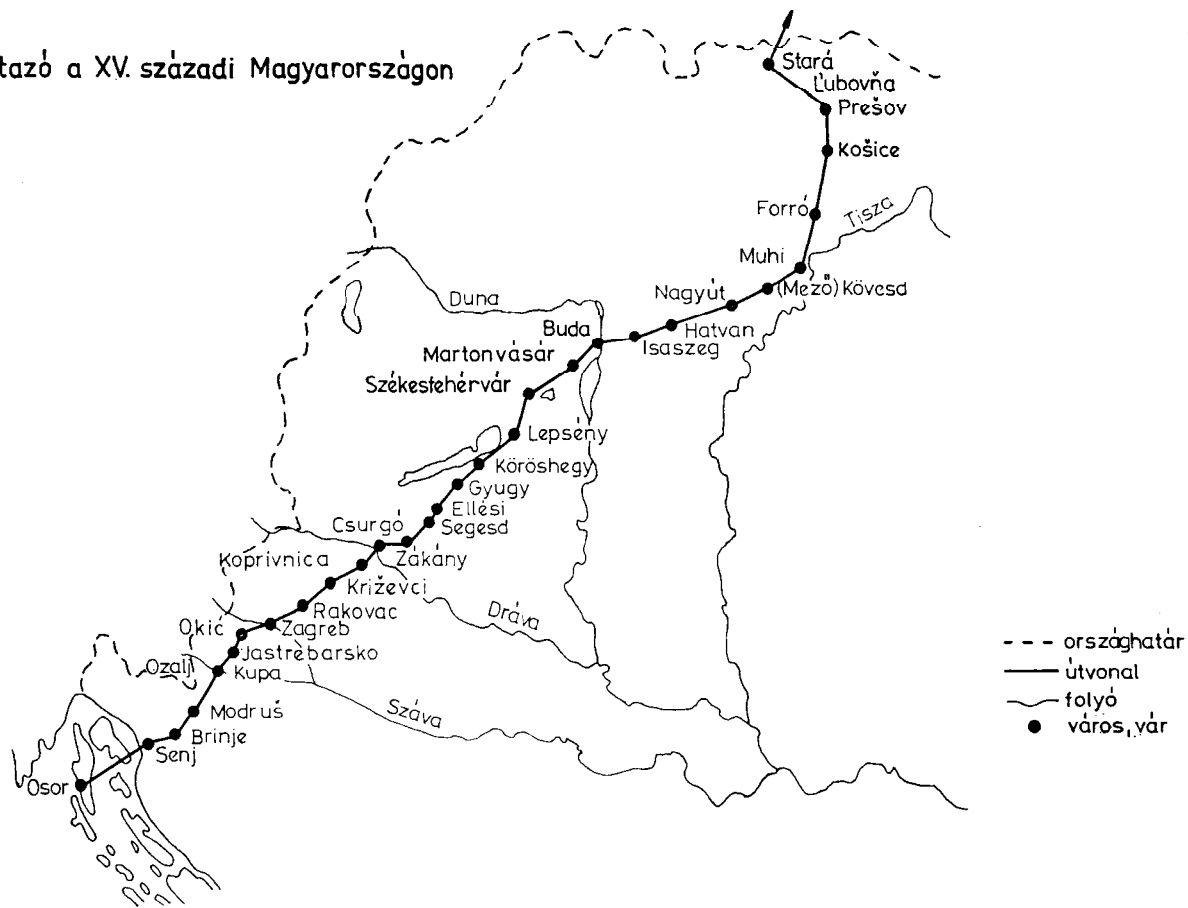 tazó a XV. századi Magyarországon
Stará
Ľubovňa
Prešov
Košice
Forró
Tisza
Muhi
(Mező) Kövesd
Nagyút
Hatvan
Isaszeg
Duna
Buda
Martonvásár
Székesfehérvár
Lepsény
Köröshegy
Gyugy
Ellési
Segesd
Csurgó
Zákány
Koprivnica
Križevci
Rakovac
Dráva
Okić
Zagreb
Jastrebarsko
Ozalj
Kupa
Modruš
Száva
Brinje
Senj
Osor
országhatár
útvonal
folyó
város, vár